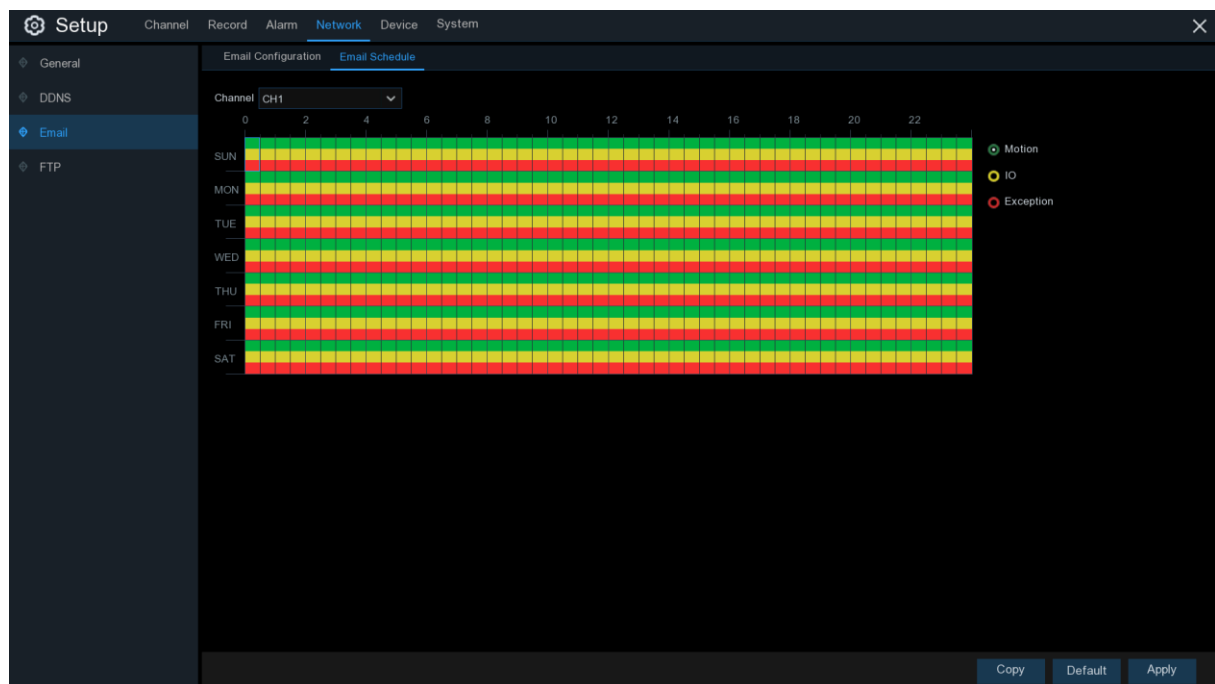 Setup Channel Record Alarm Network Device System
General
DDNS
Email
FTP
Email Configuration Email Schedule
Channel CH1
0 2 4 6 8 10 12 14 16 18 20 22
SUN
MON
TUE
WED
THU
FRI
SAT
Motion
IO
Exception
Copy Default Apply